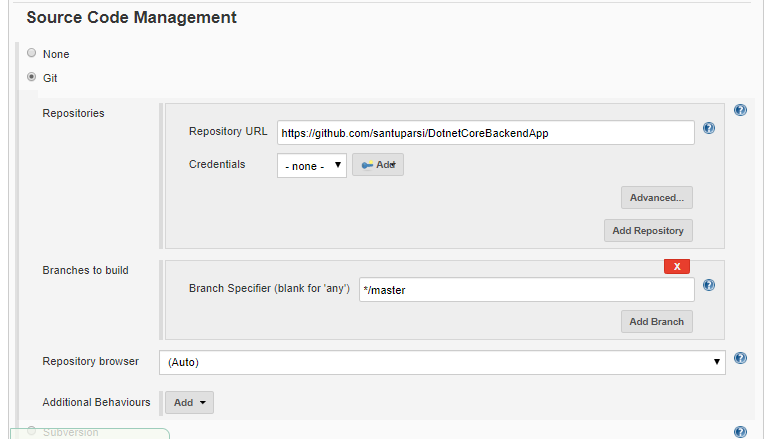 Source Code Management
None
Git
Repositories
Repository URL https://github.com/santuparsi/DotnetCoreBackendApp
Credentials - none - Add
Advanced...
Add Repository
Branches to build
X
Branch Specifier (blank for 'any') */master
Add Branch
Repository browser (Auto)
Additional Behaviours Add
Subversion